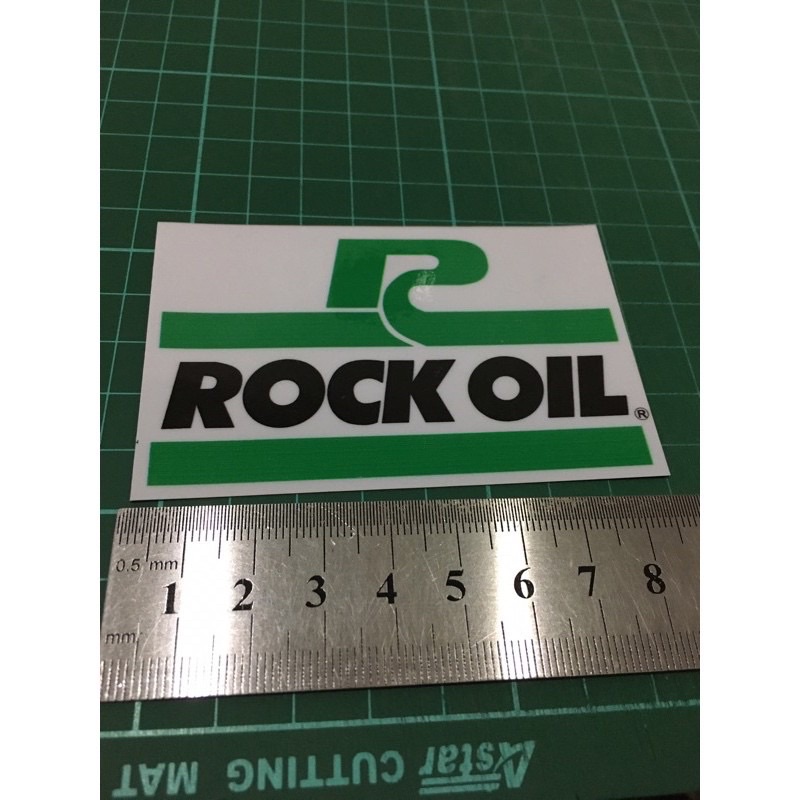 ROCK OIL®
0.5 mm
1 2 3 4 5 6 7 8
mm
Astar CUTTING MAT